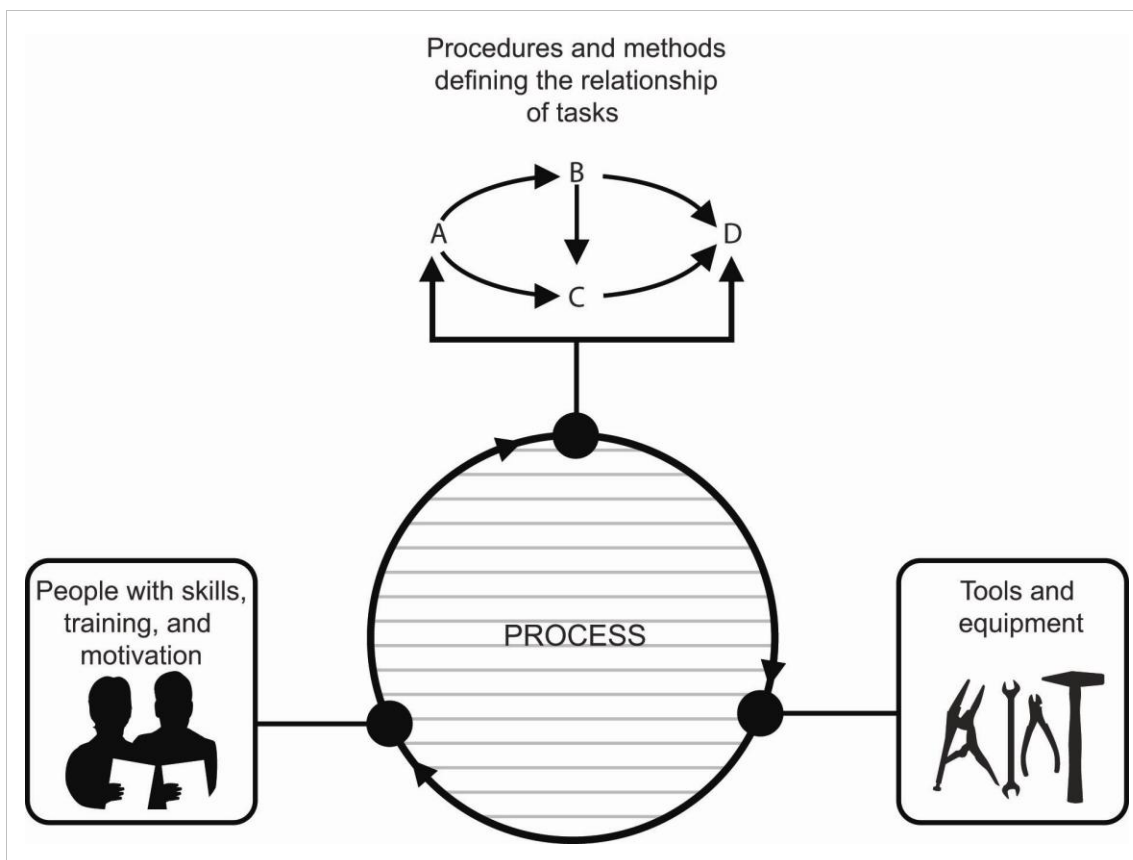 Procedures and methods
defining the relationship
of tasks
B
A
D
C
People with skills,
training, and
motivation
PROCESS
Tools and
equipment